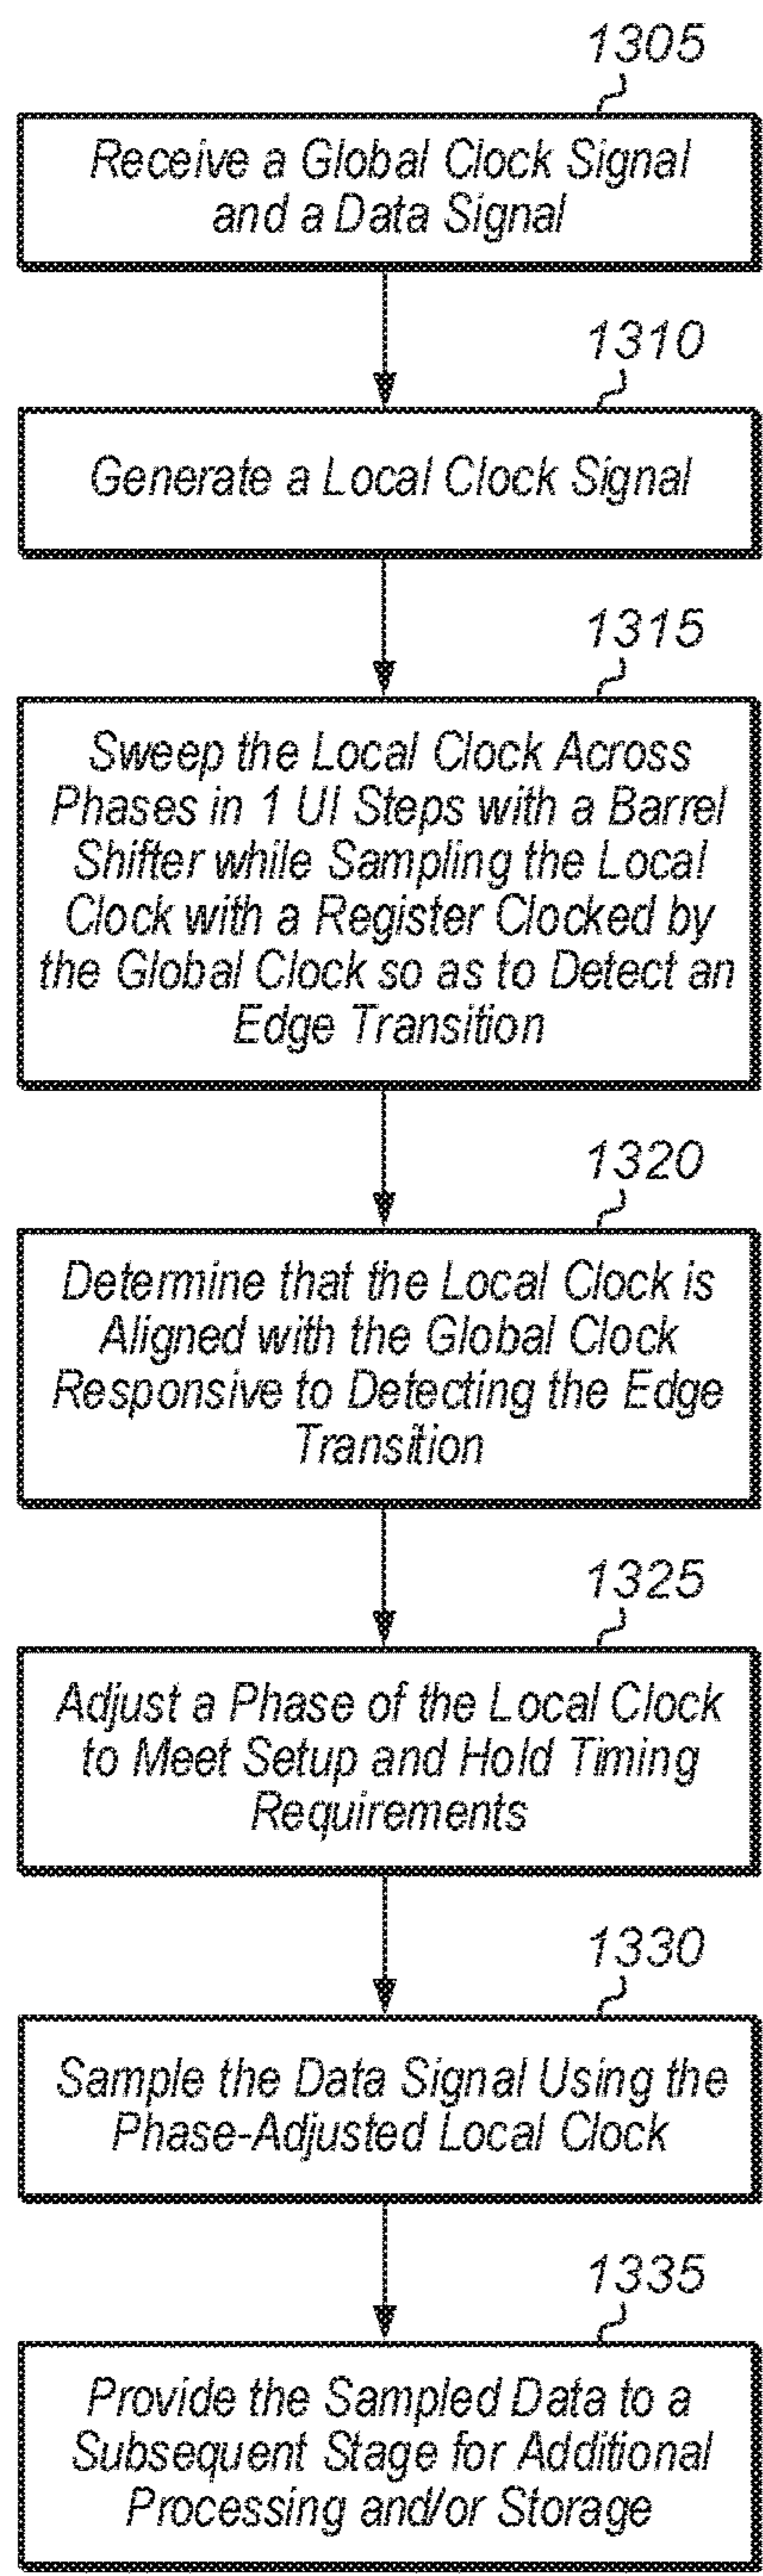 1305
Receive a Global Clock Signal
and a Data Signal
1310
Generate a Local Clock Signal
1315
Sweep the Local Clock Across
Phases in 1 UI Steps with a Barrel
Shifter while Sampling the Local
Clock with a Register Clocked by
the Global Clock so as to Detect an
Edge Transition
1320
Determine that the Local Clock is
Aligned with the Global Clock
Responsive to Detecting the Edge
Transition
1325
Adjust a Phase of the Local Clock
to Meet Setup and Hold Timing
Requirements
1330
Sample the Data Signal Using the
Phase-Adjusted Local Clock
1335
Provide the Sampled Data to a
Subsequent Stage for Additional
Processing and/or Storage